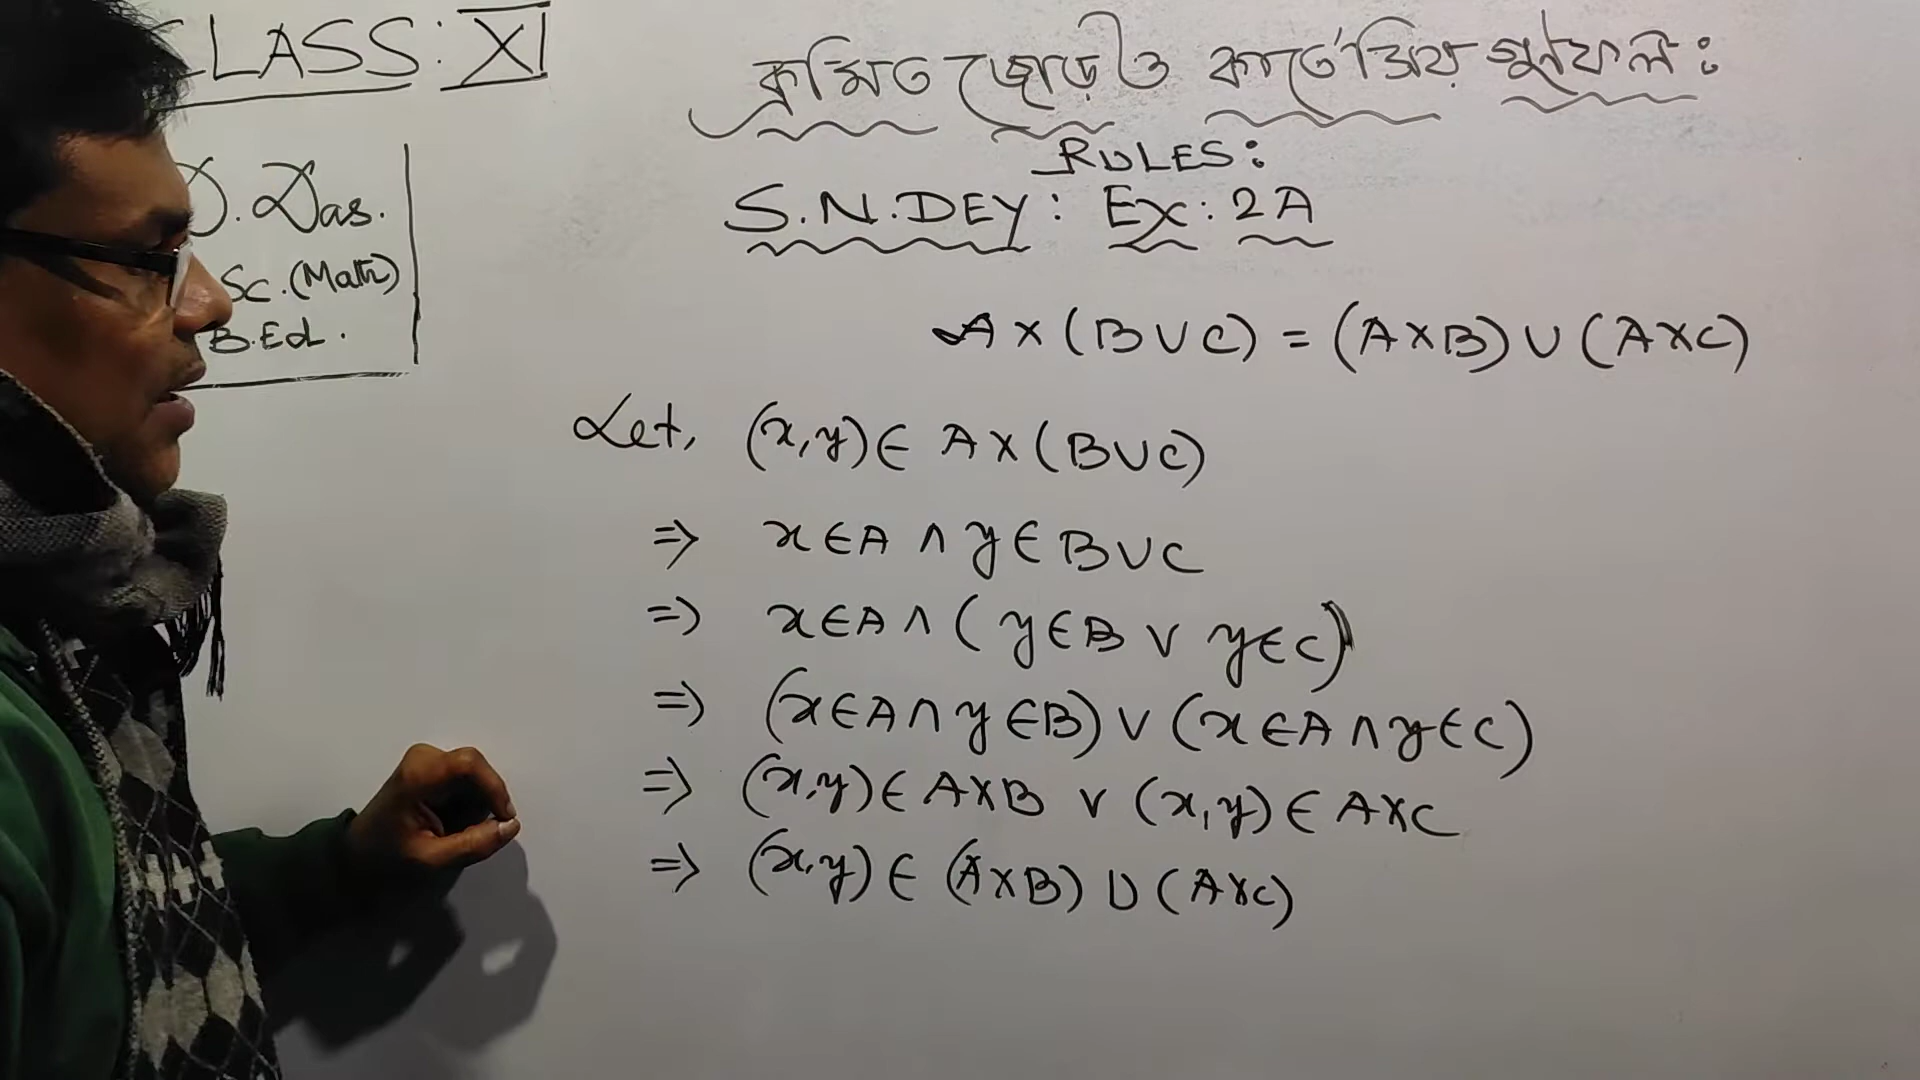 CLASS: XI
D. Das.
Sc. (Math)
B.Ed.
ক্রমিত জোড় ও কার্তেজিয় গুণফল:
RULES:
S.N.DEY: Ex: 2A
A×(B∪C) = (A×B)∪(A×C)
Let, (x,y)∈ A×(B∪C)
⇒ x∈A ∧ y∈B∪C
⇒ x∈A∧(y∈B ∨ y∈C)
⇒ (x∈A∧y∈B)∨(x∈A∧y∈C)
⇒ (x,y)∈ A×B ∨ (x,y)∈ A×C
⇒ (x,y)∈ (A×B)∪(A×C)